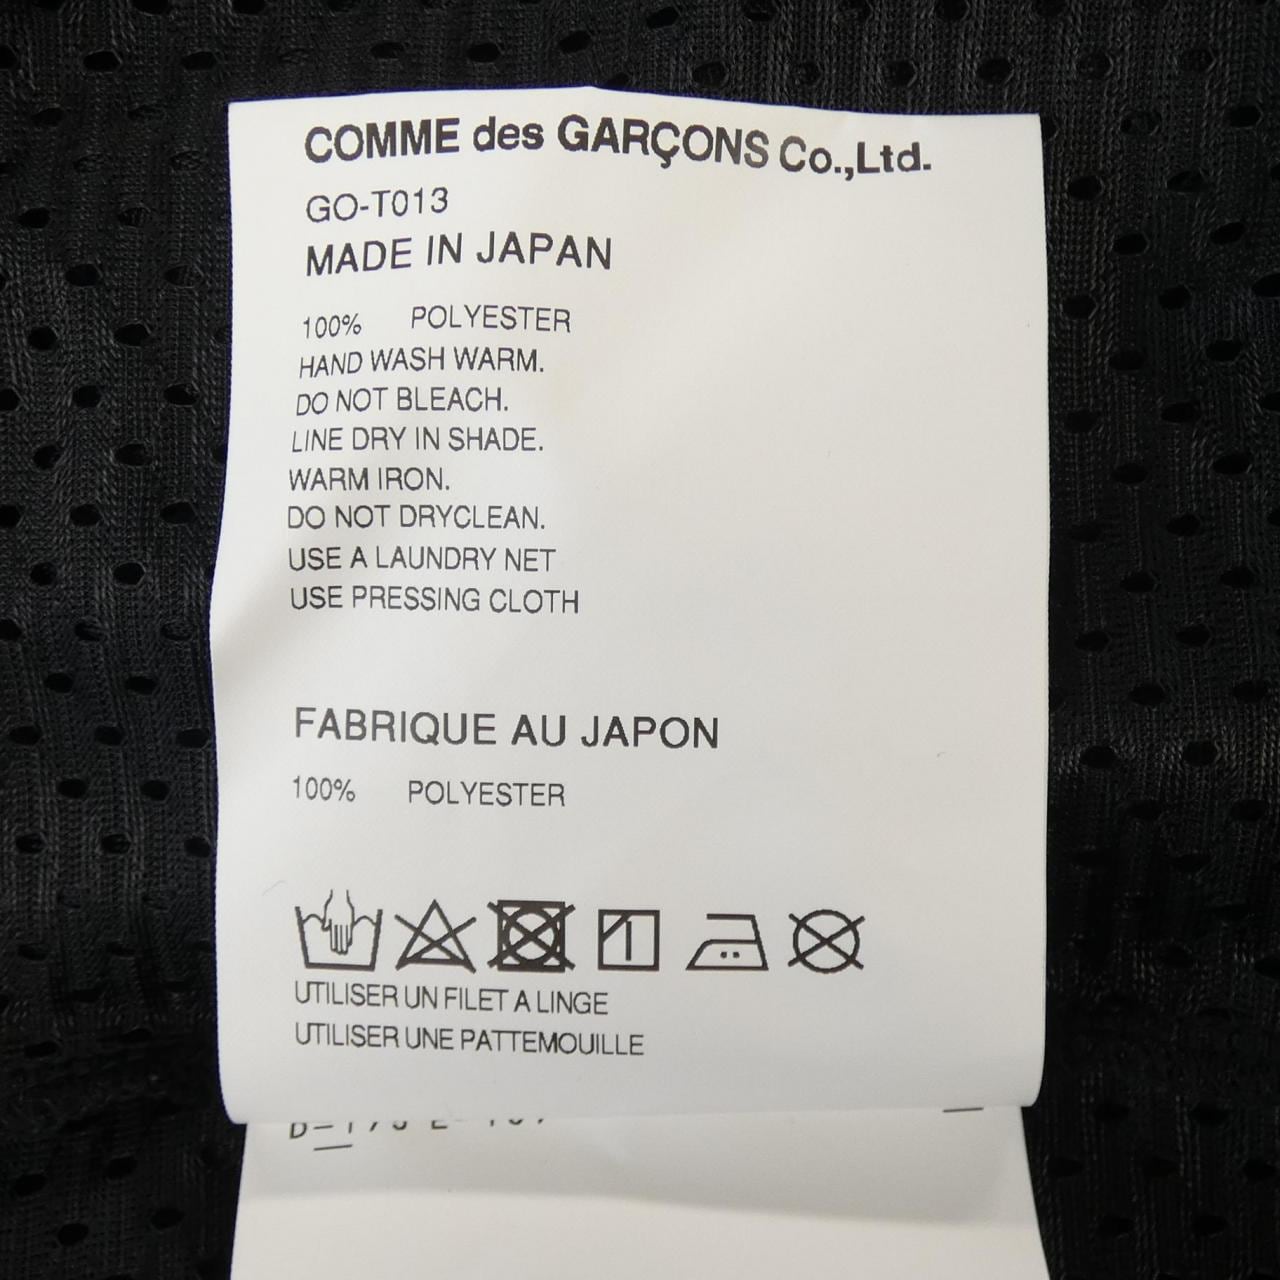 COMME des GARÇONS Co.,Ltd.
GO-T013
MADE IN JAPAN
100% POLYESTER
HAND WASH WARM.
DO NOT BLEACH.
LINE DRY IN SHADE.
WARM IRON.
DO NOT DRYCLEAN.
USE A LAUNDRY NET
USE PRESSING CLOTH
FABRIQUE AU JAPON
100% POLYESTER
UTILISER UN FILET A LINGE
UTILISER UNE PATTEMOUILLE